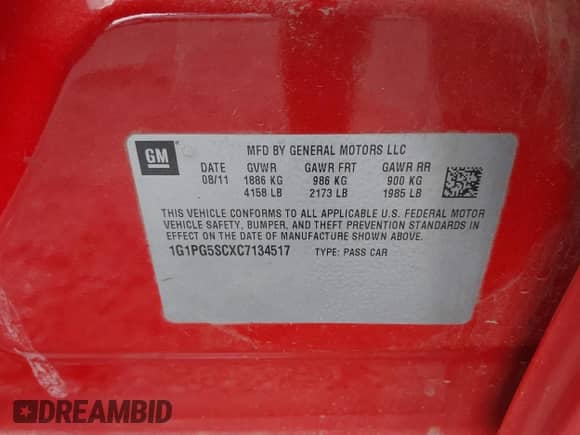 GM
MFD BY GENERAL MOTORS LLC
DATE GVWR GAWR FRT GAWR RR
08/11 1886 KG 986 KG 900 KG
4158 LB 2173 LB 1985 LB
THIS VEHICLE CONFORMS TO ALL APPLICABLE U.S. FEDERAL MOTOR
VEHICLE SAFETY, BUMPER, AND THEFT PREVENTION STANDARDS IN
EFFECT ON THE DATE OF MANUFACTURE SHOWN ABOVE.
1G1PG5SCXC7134517 TYPE: PASS CAR
DREAMBID